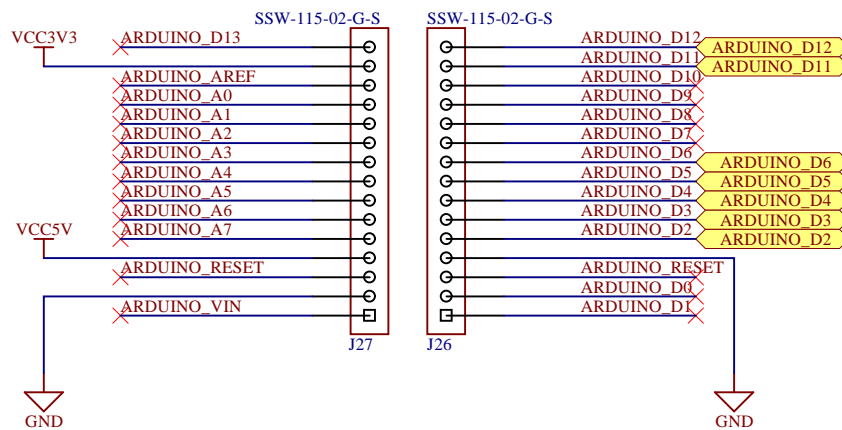 SSW-115-02-G-S
SSW-115-02-G-S
VCC3V3
ARDUINO_D13
ARDUINO_AREF
ARDUINO_A0
ARDUINO_A1
ARDUINO_A2
ARDUINO_A3
ARDUINO_A4
ARDUINO_A5
ARDUINO_A6
VCC5V
ARDUINO_A7
ARDUINO_RESET
ARDUINO_VIN
J27
GND
ARDUINO_D12
ARDUINO_D12
ARDUINO_D11
ARDUINO_D11
ARDUINO_D10
ARDUINO_D9
ARDUINO_D8
ARDUINO_D7
ARDUINO_D6
ARDUINO_D6
ARDUINO_D5
ARDUINO_D5
ARDUINO_D4
ARDUINO_D4
ARDUINO_D3
ARDUINO_D3
ARDUINO_D2
ARDUINO_D2
ARDUINO_RESET
ARDUINO_D0
ARDUINO_D1
J26
GND